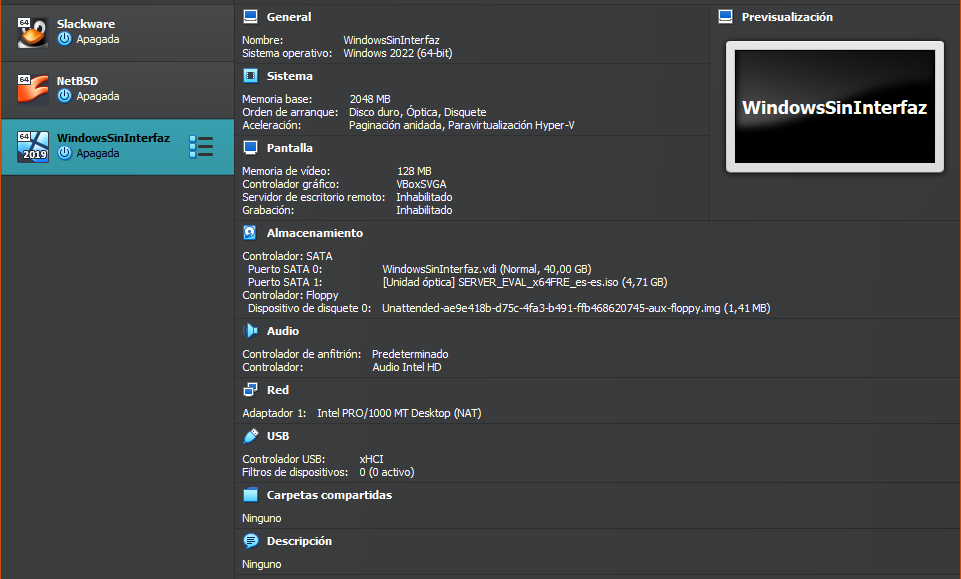 64
Slackware
Apagada
64
NetBSD
Apagada
64
2019
WindowsSinInterfaz
Apagada
General
Nombre: WindowsSinInterfaz
Sistema operativo: Windows 2022 (64-bit)
Sistema
Memoria base: 2048 MB
Orden de arranque: Disco duro, Óptica, Disquete
Aceleración: Paginación anidada, Paravirtualización Hyper-V
Pantalla
Memoria de vídeo: 128 MB
Controlador gráfico: VBoxSVGA
Servidor de escritorio remoto: Inhabilitado
Grabación: Inhabilitado
Almacenamiento
Controlador: SATA
Puerto SATA 0: WindowsSinInterfaz.vdi (Normal, 40,00 GB)
Puerto SATA 1: [Unidad óptica] SERVER_EVAL_x64FRE_es-es.iso (4,71 GB)
Controlador: Floppy
Dispositivo de disquete 0: Unattended-ae9e418b-d75c-4fa3-b491-ffb468620745-aux-floppy.img (1,41 MB)
Audio
Controlador de anfitrión: Predeterminado
Controlador: Audio Intel HD
Red
Adaptador 1: Intel PRO/1000 MT Desktop (NAT)
USB
Controlador USB: xHCI
Filtros de dispositivos: 0 (0 activo)
Carpetas compartidas
Ninguno
Descripción
Ninguno
Previsualización
WindowsSinInterfaz